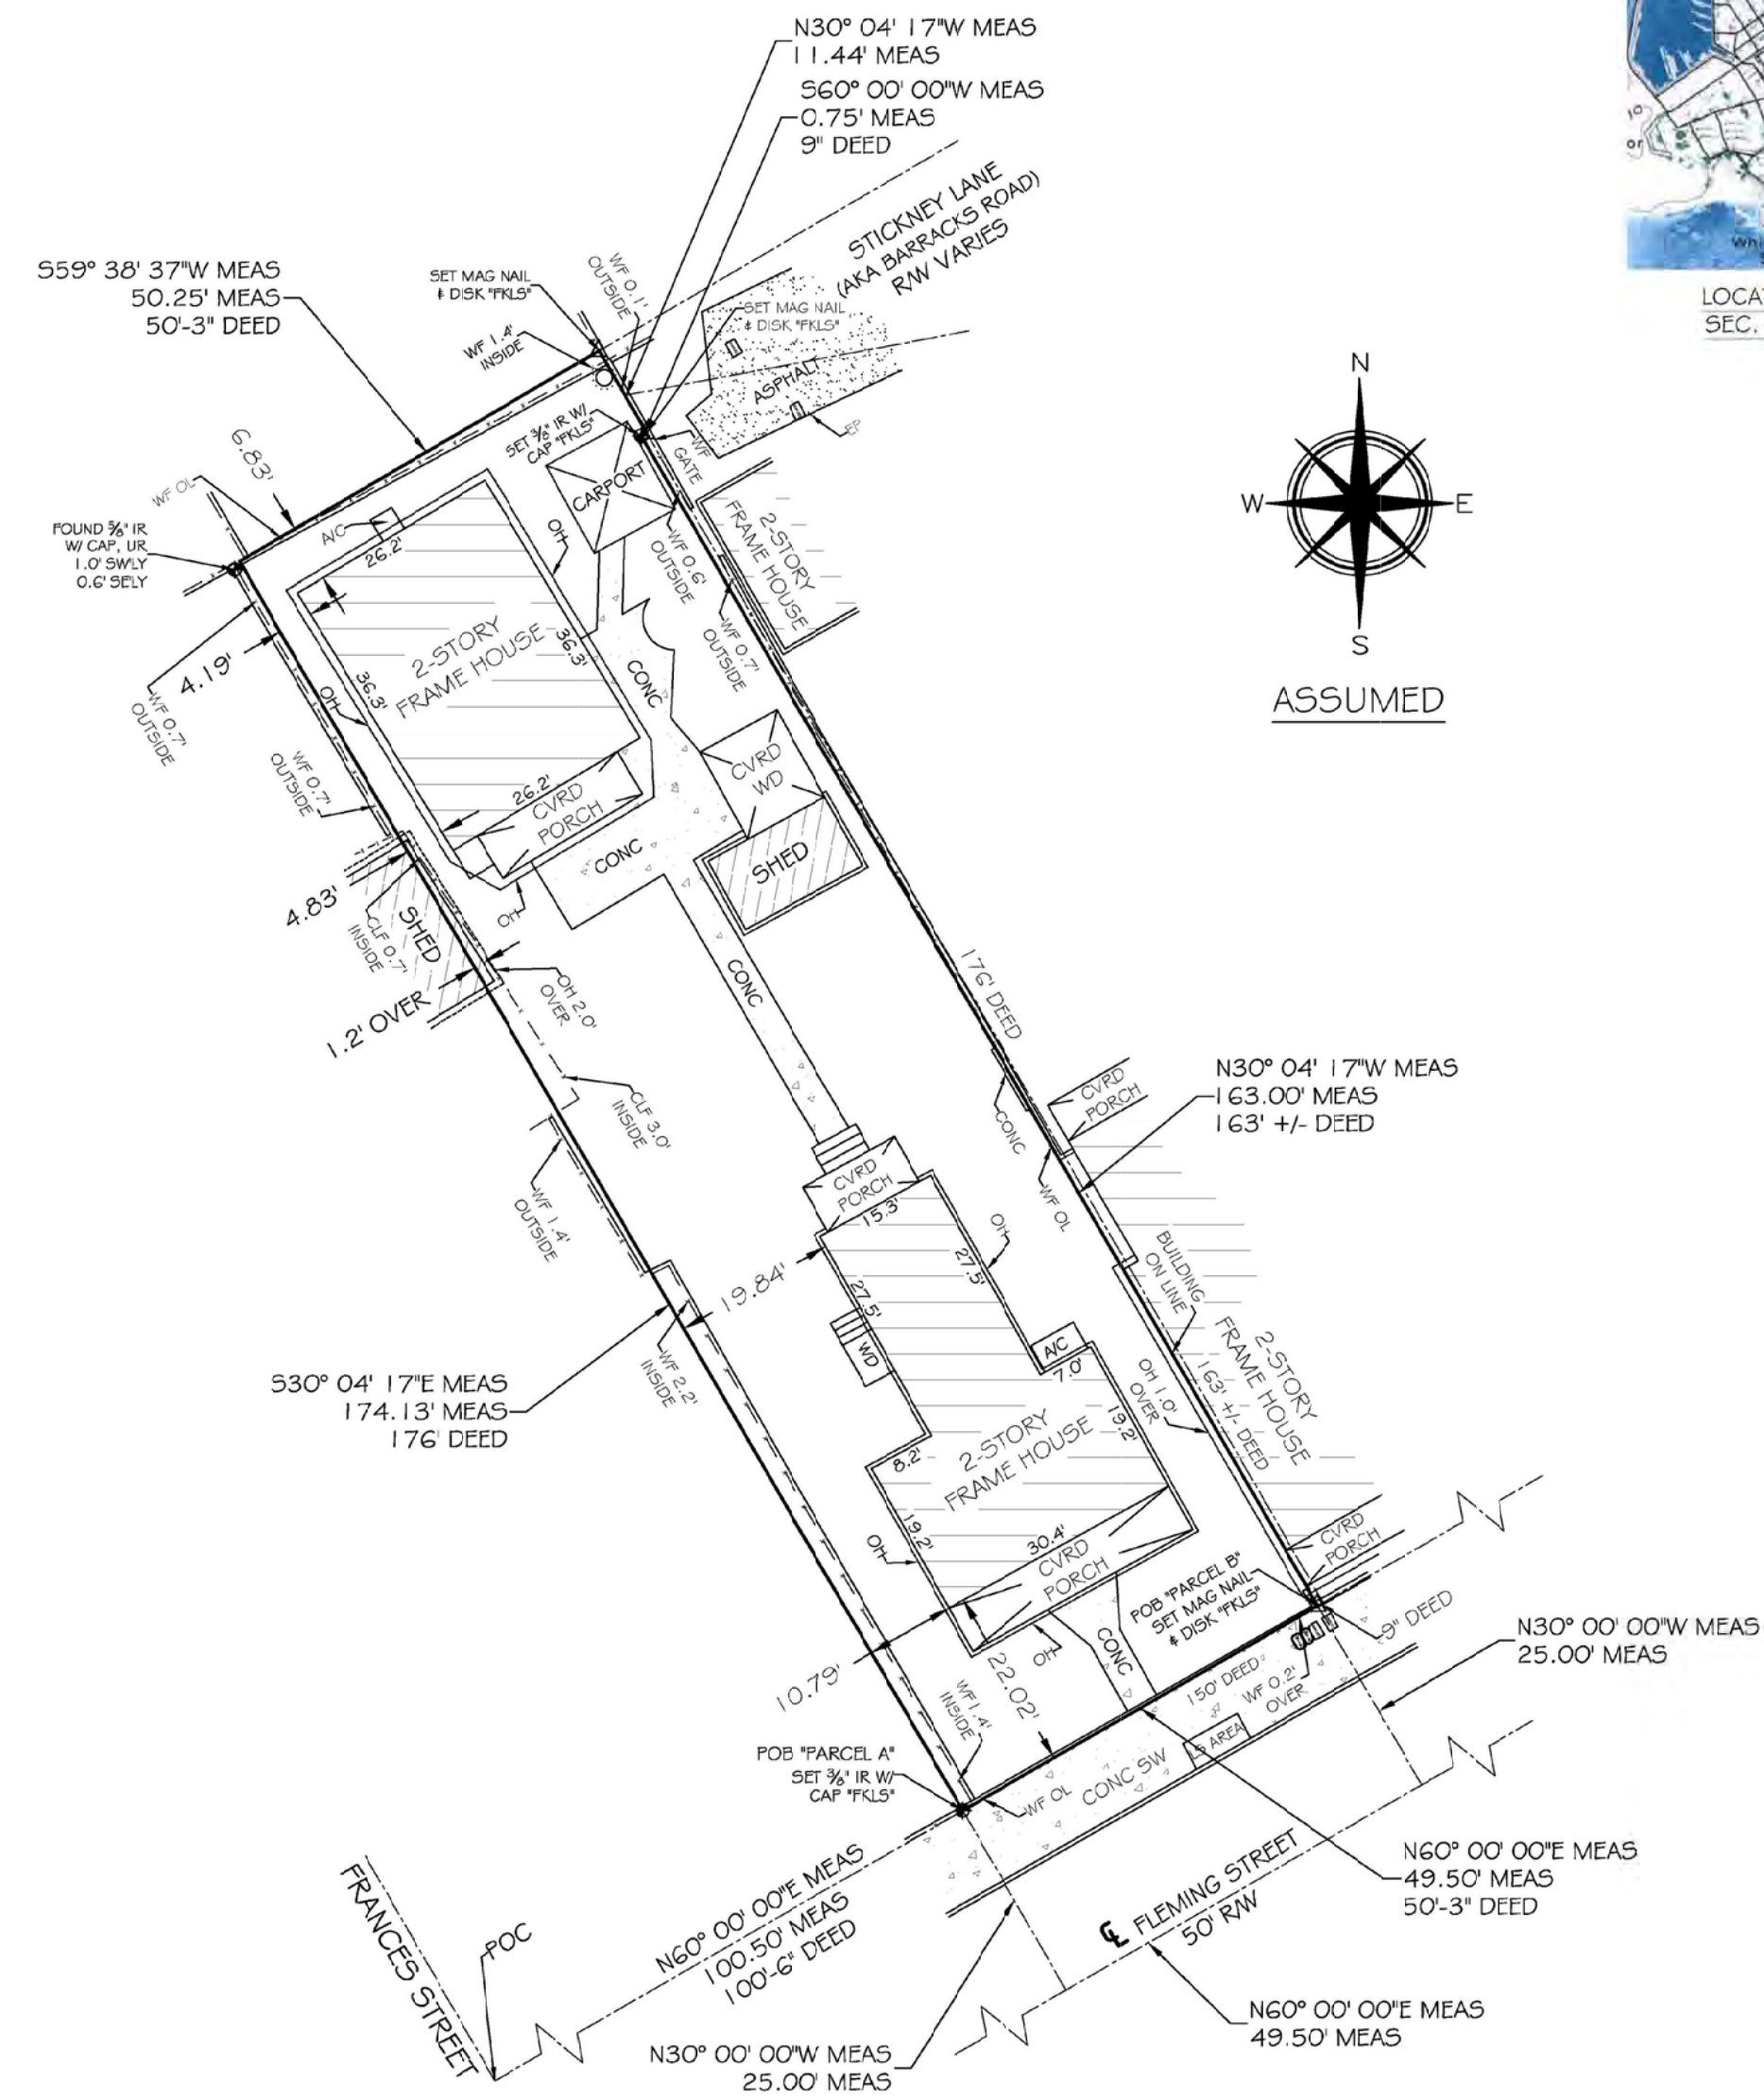 N30° 04' 17"W MEAS
11.44' MEAS
S60° 00' 00"W MEAS
0.75' MEAS
9" DEED
STICKNEY LANE
(AKA BARRACKS ROAD)
R/W VARIES
S59° 38' 37"W MEAS
50.25' MEAS
50'-3" DEED
SET MAG NAIL
& DISK "FKLS"
WF 0.1'
OUTSIDE
WF 1.4'
INSIDE
SET MAG NAIL
& DISK "FKLS"
ASPHALT
EP
LOCAT
SEC.
N
W
E
S
ASSUMED
6.83'
WF OL
FOUND ⅝" IR
W/ CAP, UR
1.0' SWLY
0.6' SELY
A/C
26.2'
SET ⅜" IR W/
CAP "FKLS"
CARPORT
WF
GATE
OH
2-STORY
FRAME HOUSE
WF 0.6'
OUTSIDE
WF 0.7'
OUTSIDE
2-STORY
FRAME HOUSE
36.3'
36.3'
OH
4.19'
WF 0.7'
OUTSIDE
WF 0.7'
OUTSIDE
CONC
CVRD
WD
26.2'
CVRD
PORCH
CONC
SHED
4.83'
SHED
CLF 0.7'
INSIDE
OH
1.2' OVER
OH 2.0'
OVER
CONC
176' DEED
CLF 3.0'
INSIDE
CONC
CVRD
PORCH
N30° 04' 17"W MEAS
163.00' MEAS
163' +/- DEED
WF 1.4'
OUTSIDE
CVRD
PORCH
15.3'
WF OL
OH
27.5'
27.5'
19.84'
BUILDING
ON LINE
WD
A/C
7.0'
2-STORY
FRAME HOUSE
OH 1.0'
OVER
163' +/- DEED
WF 2.2'
INSIDE
S30° 04' 17"E MEAS
174.13' MEAS
176' DEED
19.2'
8.2'
2-STORY
FRAME HOUSE
19.2'
OH
30.4'
CVRD
PORCH
CVRD
PORCH
POB "PARCEL B"
SET MAG NAIL
& DISK "FKLS"
9" DEED
N30° 00' 00"W MEAS
25.00' MEAS
10.79'
22.02'
OH
CONC
150' DEED
WF 0.2'
OVER
WF 1.4'
INSIDE
LS AREA
POB "PARCEL A"
SET ⅜" IR W/
CAP "FKLS"
WF OL
CONC SW
N60° 00' 00"E MEAS
49.50' MEAS
50'-3" DEED
FLEMING STREET
50' R/W
N60° 00' 00"E MEAS
100.50' MEAS
100'-6" DEED
FRANCES STREET
POC
N60° 00' 00"E MEAS
49.50' MEAS
N30° 00' 00"W MEAS
25.00' MEAS